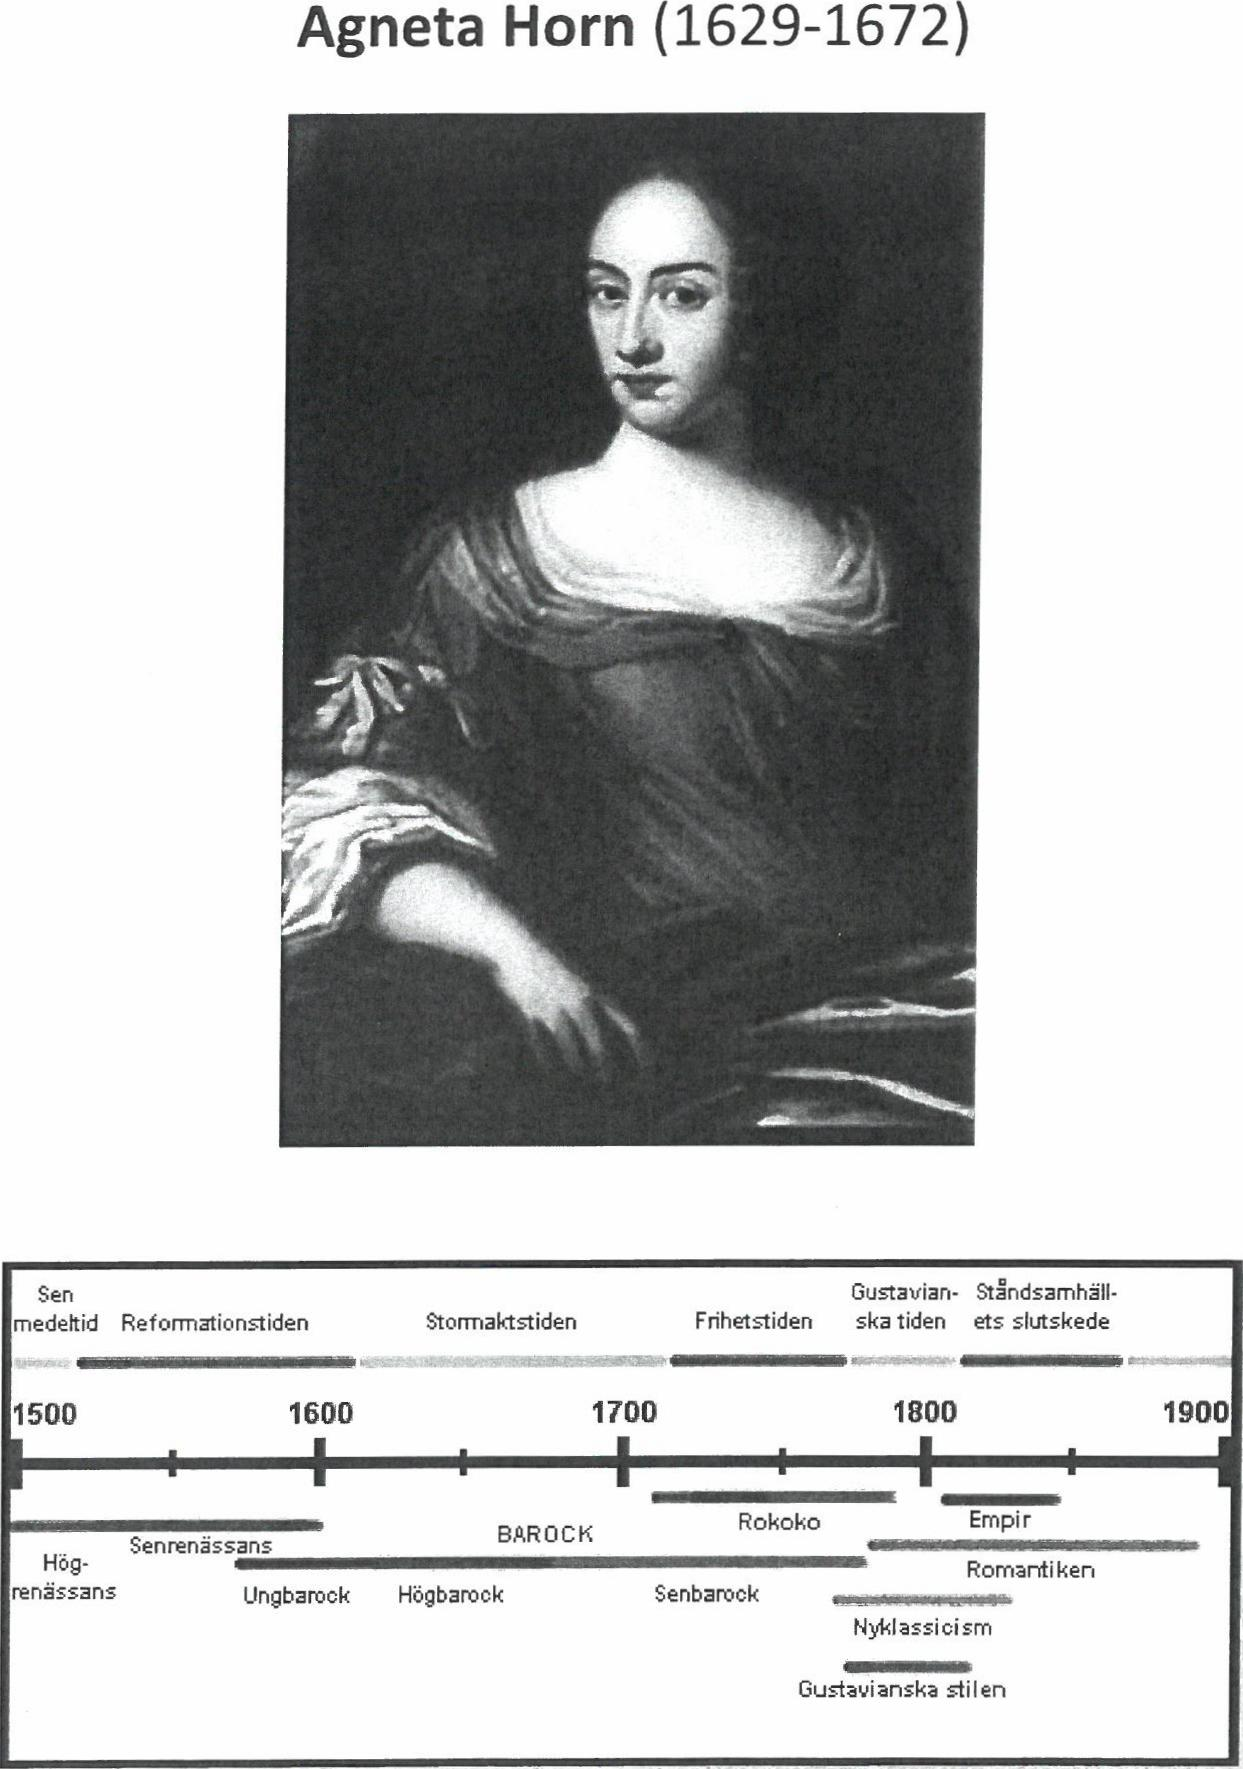 Agneta Horn (1629-1672)
Sen
medeltid
Reformationstiden
Stormaktstiden
Frihetstiden
Gustavian-
ska tiden
Ståndsamhäll-
ets slutskede
1500
1600
1700
1800
1900
Rokoko
Empir
Senrenässans
BAROCK
Hög-
renässans
Romantiken
Ungbarock
Högbarock
Senbarock
Nyklassicism
Gustavianska stilen